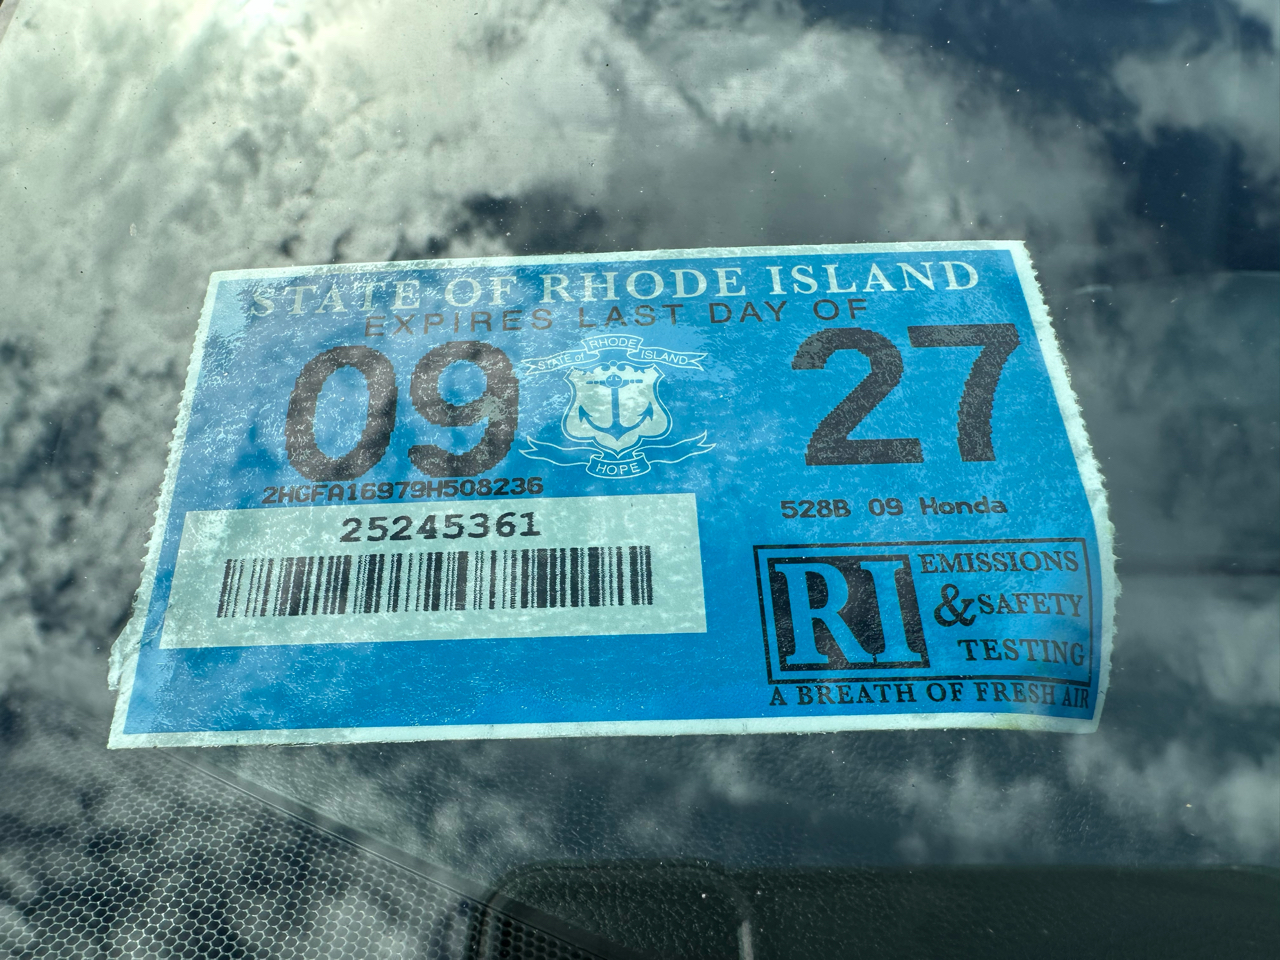 STATE OF RHODE ISLAND
EXPIRES LAST DAY OF
09 27
STATE of RHODE ISLAND
HOPE
2HGFA16979H508236
25245361
528B 09 Honda
RI EMISSIONS
& SAFETY
TESTING
A BREATH OF FRESH AIR